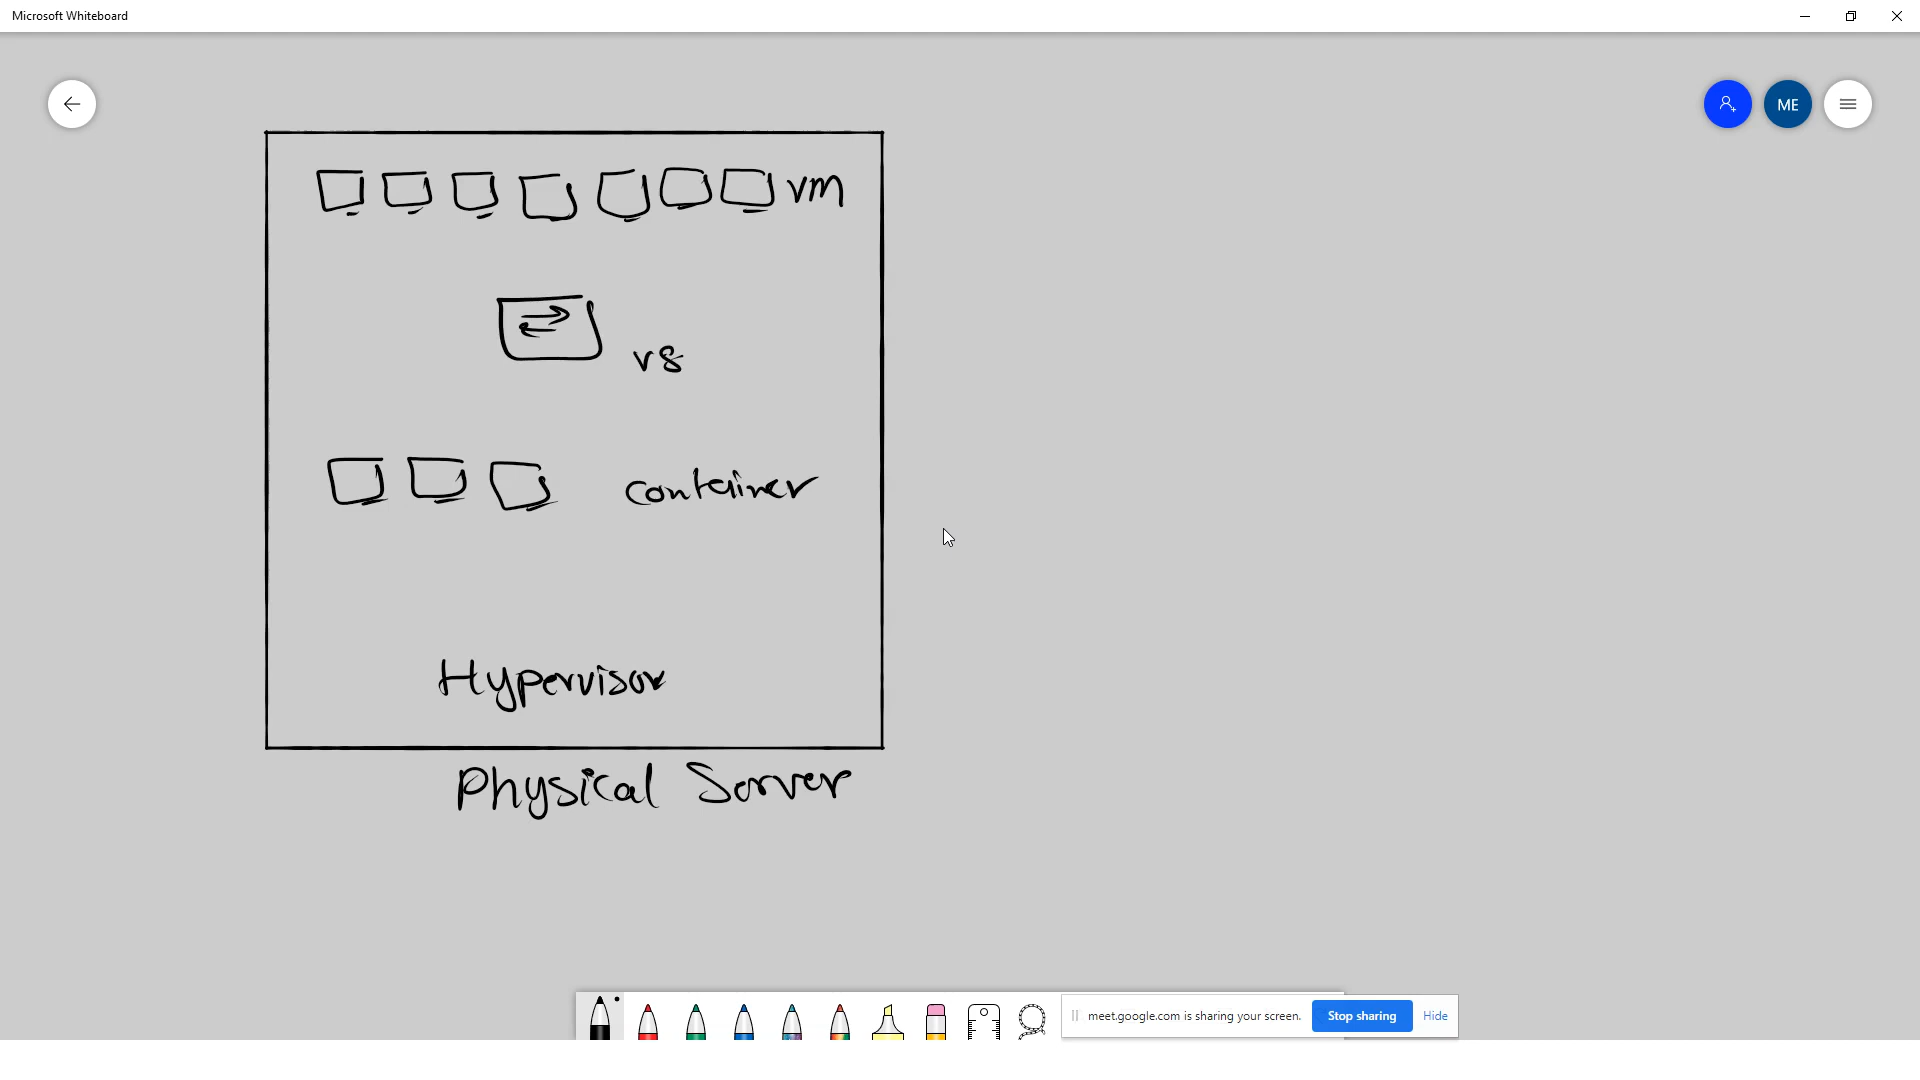 Microsoft Whiteboard
ME
vm
vs
container
Hypervisor
Physical Server
meet.google.com is sharing your screen.
Stop sharing
Hide